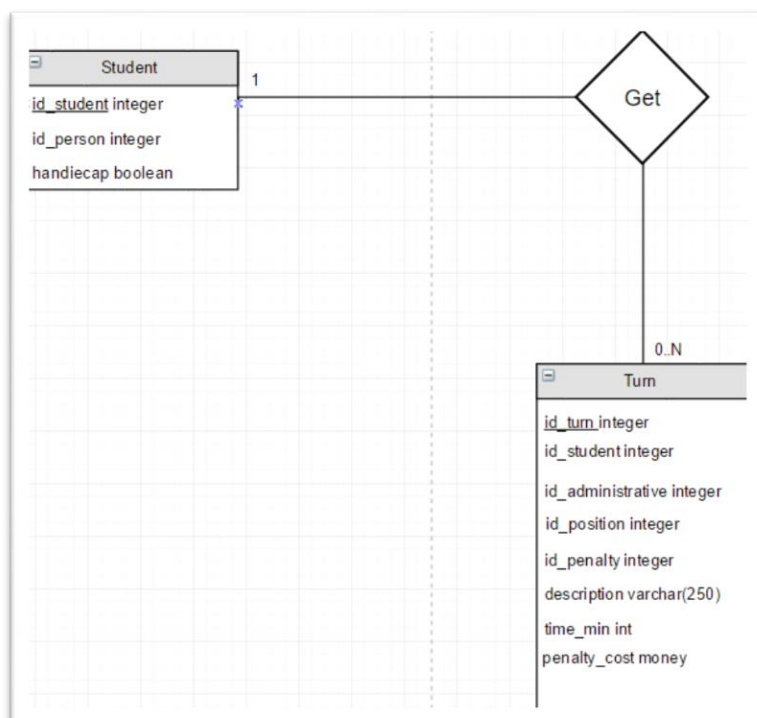 Student
1
id_student integer
id_person integer
handiecap boolean
Get
0..N
Turn
id_turn integer
id_student integer
id_administrative integer
id_position integer
id_penalty integer
description varchar(250)
time_min int
penalty_cost money